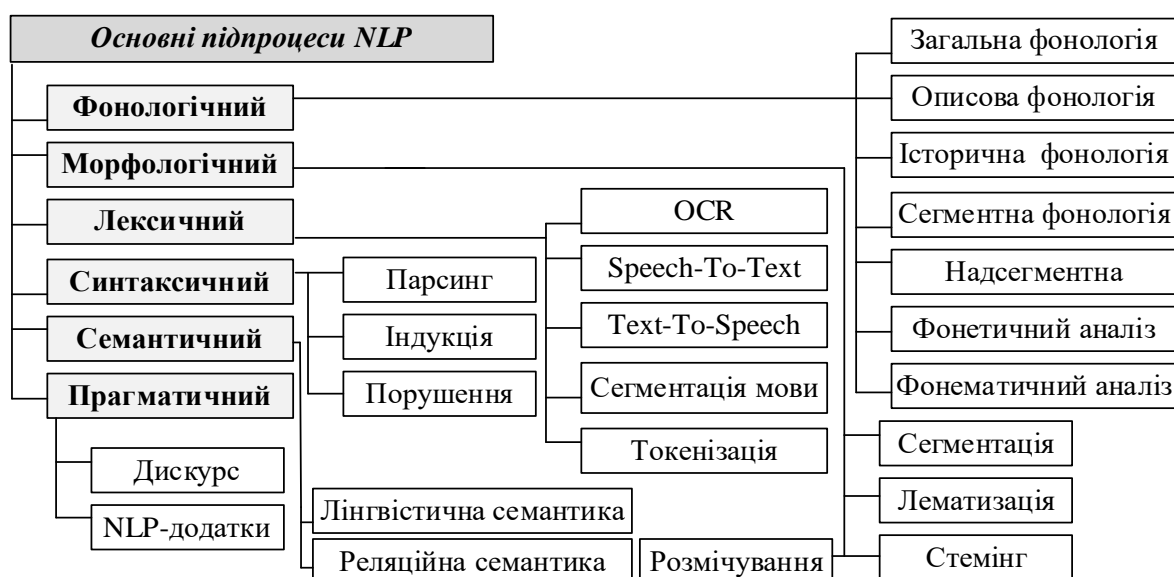 Основні підпроцеси NLP
Фонологічний
Морфологічний
Лексичний
Синтаксичний
Семантичний
Прагматичний
Дискурс
NLP-додатки
Парсинг
Індукція
Порушення
Лінгвістична семантика
Реляційна семантика
OCR
Speech-To-Text
Text-To-Speech
Сегментація мови
Токенізація
Розмічування
Загальна фонологія
Описова фонологія
Історична фонологія
Сегментна фонологія
Надсегментна
Фонетичний аналіз
Фонематичний аналіз
Сегментація
Лематизація
Стемінг